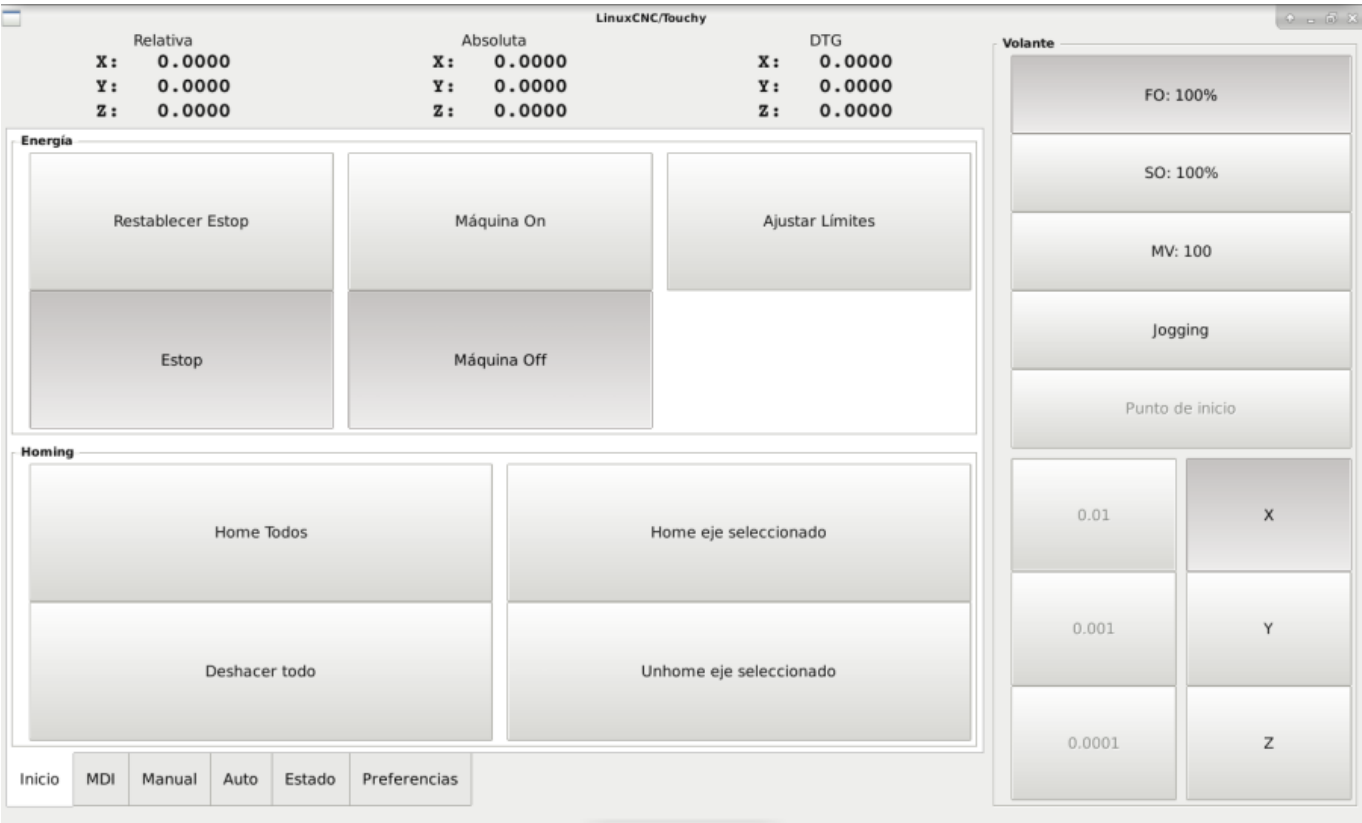 LinuxCNC/Touchy
Relativa Absoluta DTG
X: 0.0000 X: 0.0000 X: 0.0000
Y: 0.0000 Y: 0.0000 Y: 0.0000
Z: 0.0000 Z: 0.0000 Z: 0.0000
Energía
Restablecer Estop Máquina On Ajustar Límites
Estop Máquina Off
Homing
Home Todos Home eje seleccionado
Deshacer todo Unhome eje seleccionado
Inicio MDI Manual Auto Estado Preferencias
Volante
FO: 100%
SO: 100%
MV: 100
Jogging
Punto de inicio
0.01 X
0.001 Y
0.0001 Z